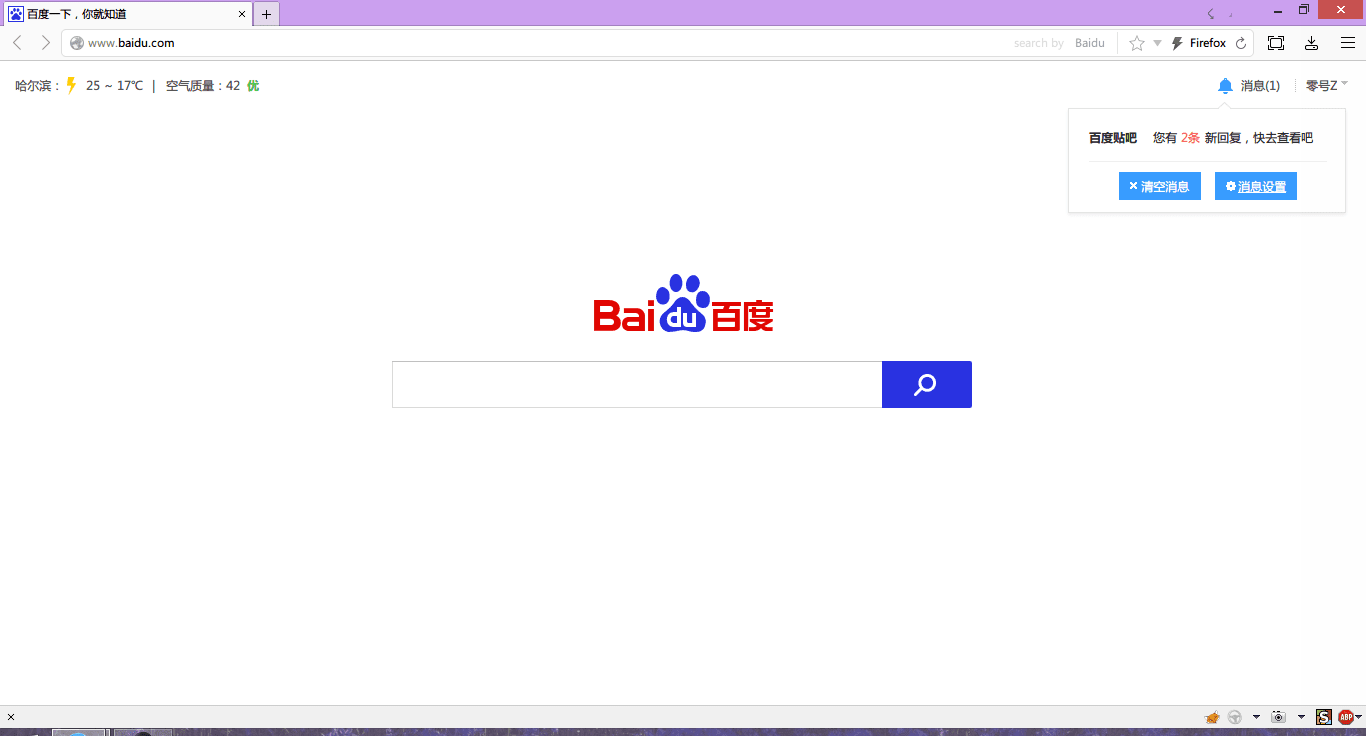 百度一下，你就知道
www.baidu.com
search by Baidu
Firefox
哈尔滨： 25 ~ 17℃ | 空气质量：42 优
消息(1) 零号Z
百度贴吧 您有 2条 新回复，快去查看吧
清空消息 消息设置
Bai du 百度
S ABP